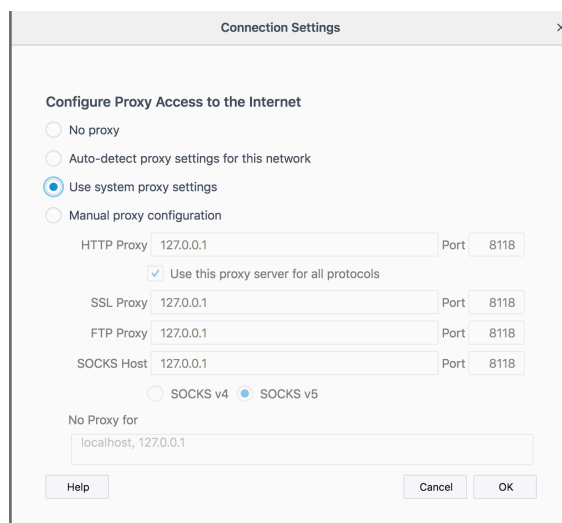 Connection Settings
Configure Proxy Access to the Internet
No proxy
Auto-detect proxy settings for this network
Use system proxy settings
Manual proxy configuration
HTTP Proxy 127.0.0.1 Port 8118
Use this proxy server for all protocols
SSL Proxy 127.0.0.1 Port 8118
FTP Proxy 127.0.0.1 Port 8118
SOCKS Host 127.0.0.1 Port 8118
SOCKS v4 SOCKS v5
No Proxy for
localhost, 127.0.0.1
Help Cancel OK